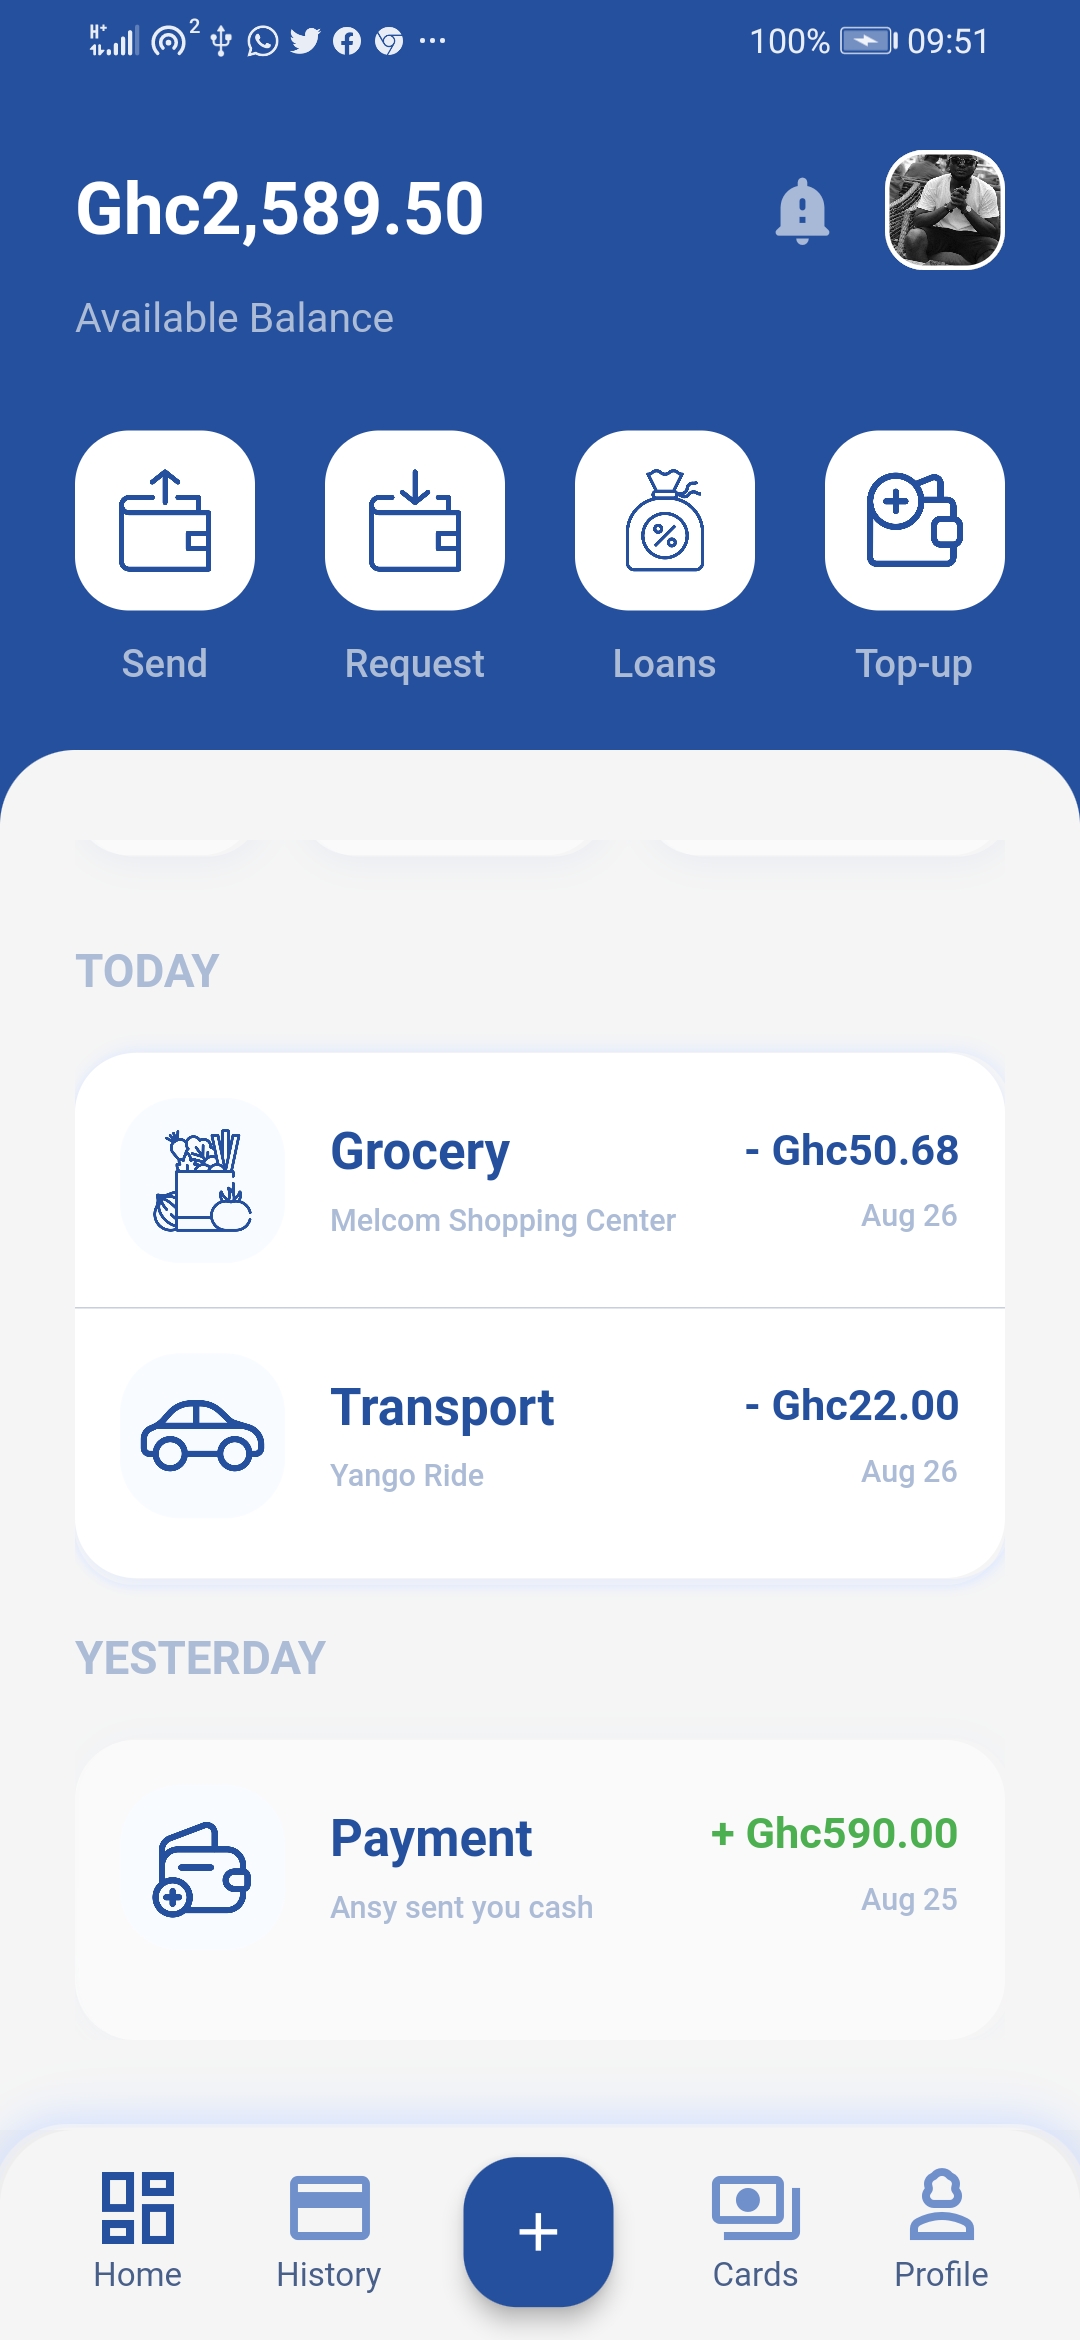 H+ 2 100% 09:51
Ghc2,589.50
Available Balance
Send Request Loans Top-up
TODAY
Grocery - Ghc50.68
Melcom Shopping Center Aug 26
Transport - Ghc22.00
Yango Ride Aug 26
YESTERDAY
Payment + Ghc590.00
Ansy sent you cash Aug 25
Home History + Cards Profile